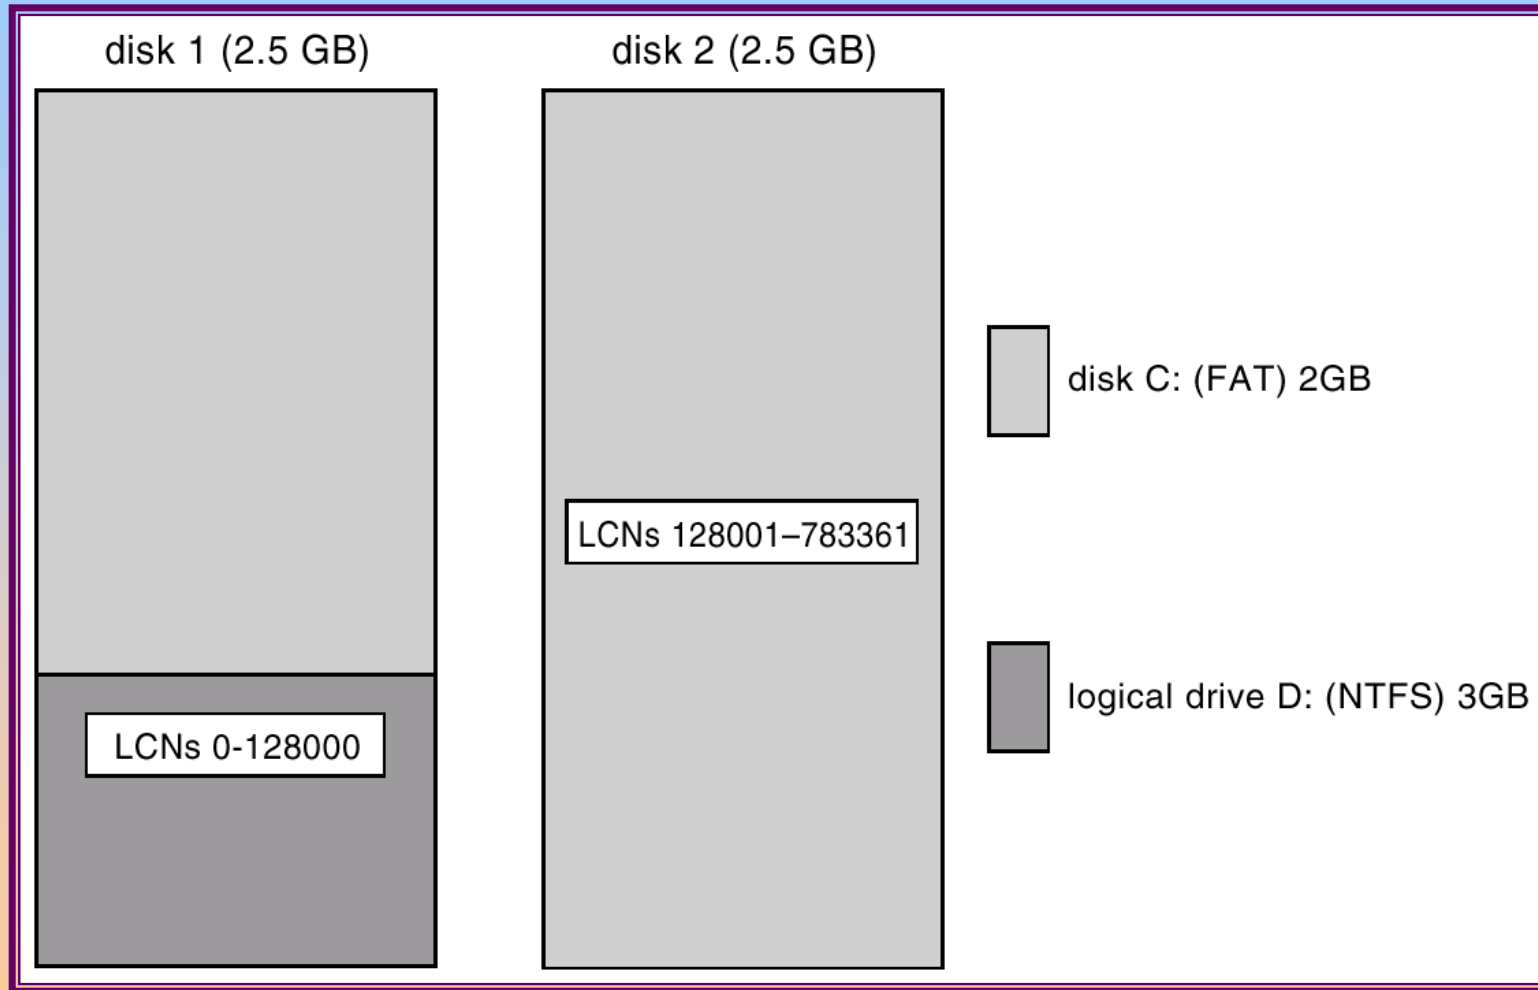 disk 1 (2.5 GB)
disk 2 (2.5 GB)
disk C: (FAT) 2GB
LCNs 128001–783361
logical drive D: (NTFS) 3GB
LCNs 0-128000